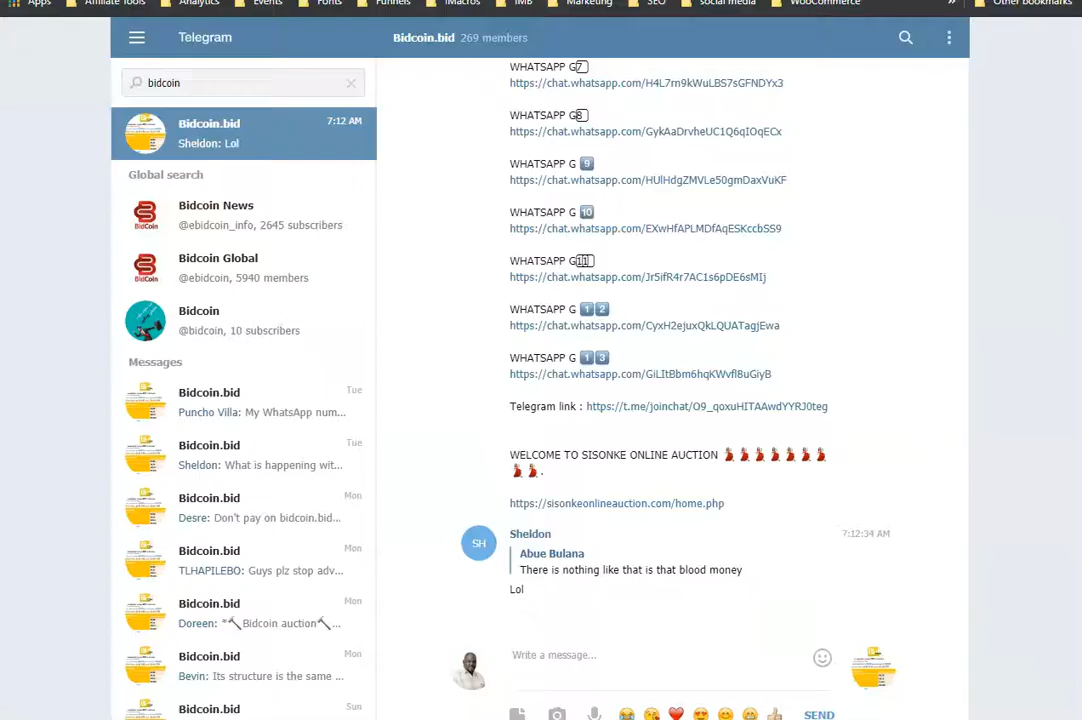 Apps Affiliate Tools Analytics Events Fonts Funnels iMacros IMB Marketing SEO social media WooCommerce » Other bookmarks
Telegram
Bidcoin.bid 269 members
bidcoin
Bidcoin.bid 7:12 AM
Sheldon: Lol
Global search
Bidcoin News
@ebidcoin_info, 2645 subscribers
BidCoin
Bidcoin Global
@ebidcoin, 5940 members
BidCoin
Bidcoin
@bidcoin, 10 subscribers
Messages
Bidcoin.bid Tue
Puncho Villa: My WhatsApp num...
Bidcoin.bid Tue
Sheldon: What is happening wit...
Bidcoin.bid Mon
Desre: Don't pay on bidcoin.bid...
Bidcoin.bid Mon
TLHAPILEBO: Guys plz stop adv...
Bidcoin.bid Mon
Doreen: *🔨Bidcoin auction🔨...
Bidcoin.bid Mon
Bevin: Its structure is the same ...
Bidcoin.bid Sun
WHATSAPP G7
https://chat.whatsapp.com/H4L7m9kWuLBS7sGFNDYx3
WHATSAPP G8
https://chat.whatsapp.com/GykAaDrvheUC1Q6qIOqECx
WHATSAPP G 9️⃣
https://chat.whatsapp.com/HUlHdgZMVLe50gmDaxVuKF
WHATSAPP G 🔟
https://chat.whatsapp.com/EXwHfAPLMDfAqESKccbSS9
WHATSAPP G11
https://chat.whatsapp.com/Jr5ifR4r7AC1s6pDE6sMIj
WHATSAPP G 1️⃣2️⃣
https://chat.whatsapp.com/CyxH2ejuxQkLQUATagjEwa
WHATSAPP G 1️⃣3️⃣
https://chat.whatsapp.com/GiLItBbm6hqKWvfl8uGiyB
Telegram link : https://t.me/joinchat/O9_qoxuHITAAwdYYRJ0teg
WELCOME TO SISONKE ONLINE AUCTION 💃💃💃💃💃💃💃
💃💃.
https://sisonkeonlineauction.com/home.php
SH
Sheldon 7:12:34 AM
Abue Bulana
There is nothing like that is that blood money
Lol
Write a message...
SEND